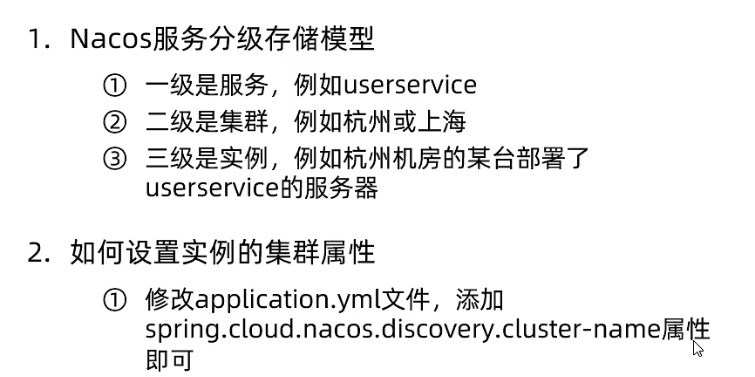 1. Nacos服务分级存储模型
① 一级是服务，例如userservice
② 二级是集群，例如杭州或上海
③ 三级是实例，例如杭州机房的某台部署了
userservice的服务器
2. 如何设置实例的集群属性
① 修改application.yml文件，添加
spring.cloud.nacos.discovery.cluster-name属性
即可